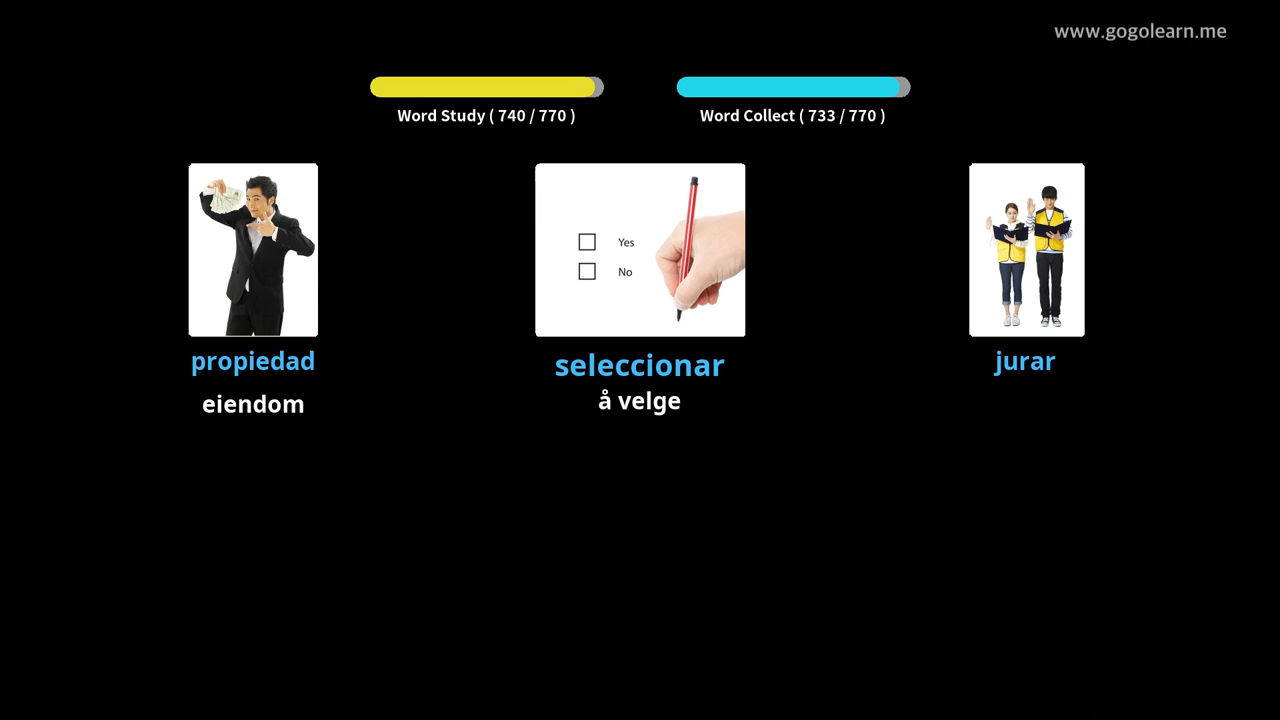 www.gogolearn.me
Word Study ( 740 / 770 )
Word Collect ( 733 / 770 )
Yes
No
propiedad
seleccionar
jurar
eiendom
å velge